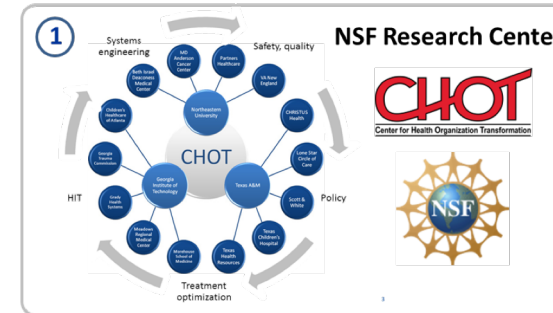 1
NSF Research Cente
Systems
engineering
Safety, quality
MD
Anderson
Cancer
Center
Partners
Healthcare
Beth Israel
Deaconess
Medical
Center
VA New
England
Northeastern
University
Children's
Healthcare
of Atlanta
CHRISTUS
Health
Georgia
Trauma
Commission
CHOT
Lone Star
Circle of
Care
Georgia
Institute of
Technology
Texas A&M
HIT
Grady
Health
Systems
Scott &
White
Policy
Meadows
Regional
Medical
Center
Texas
Children's
Hospital
Morehouse
School of
Medicine
Texas
Health
Resources
Treatment
optimization
CHOT
Center for Health Organization Transformation
NSF
3